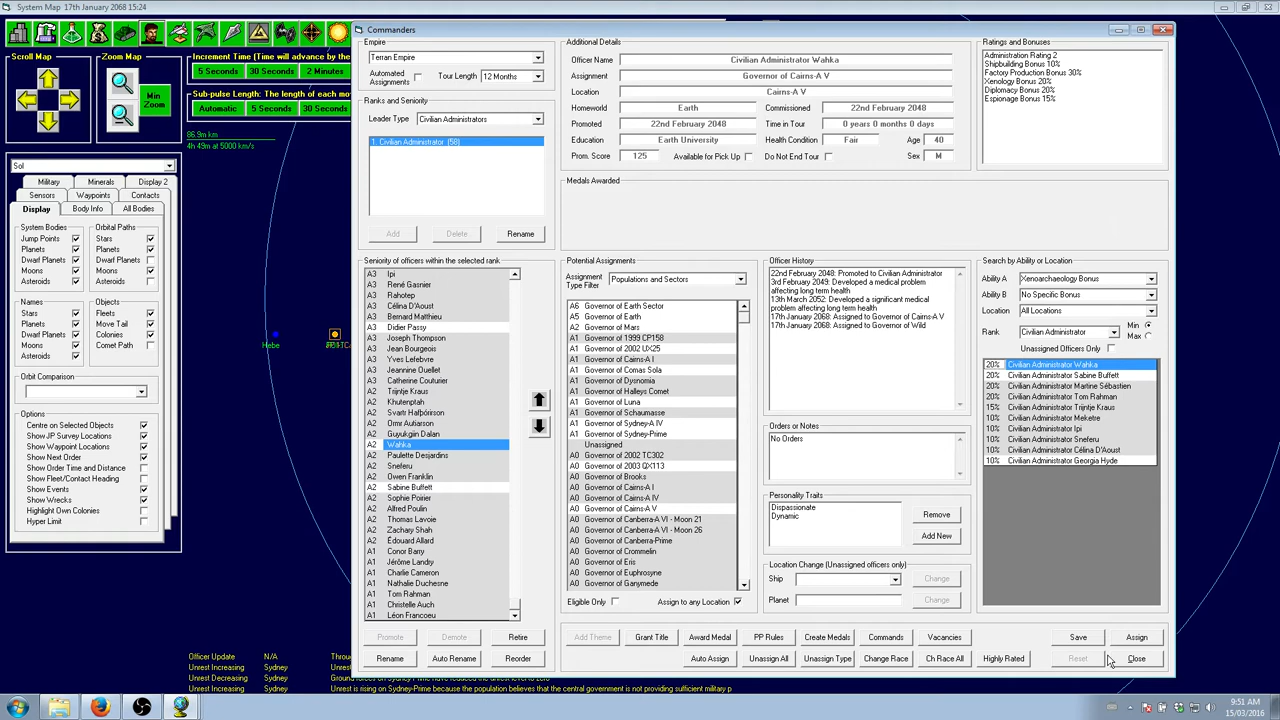 System Map 17th January 2068 15:24
Scroll Map
Zoom Map
Min
Zoom
Increment Time (Time will advance by the
5 Seconds
30 Seconds
2 Minutes
Sub-pulse Length: The length of each mo
Automatic
5 Seconds
30 Seconds
86.9m km
4h 49m at 5000 km/s
Sol
Military
Minerals
Display 2
Sensors
Waypoints
Contacts
Display
Body Info
All Bodies
System Bodies
Jump Points
Planets
Dwarf Planets
Moons
Asteroids
Orbital Paths
Stars
Planets
Dwarf Planets
Moons
Asteroids
Names
Stars
Planets
Dwarf Planets
Moons
Asteroids
Objects
Fleets
Move Tail
Colonies
Comet Path
Orbit Comparison
Options
Centre on Selected Objects
Show JP Survey Locations
Show Waypoint Locations
Show Next Order
Show Order Time and Distance
Show Fleet/Contact Heading
Show Events
Show Wrecks
Highlight Own Colonies
Hyper Limit
Hebe
Officer Update N/A
Unrest Increasing Sydney
Unrest Decreasing Sydney
Unrest Increasing Sydney
Unrest is rising on Sydney-Prime because the population believes that the central government is not providing sufficient military p
Commanders
Empire
Terran Empire
Automated
Assignments
Tour Length
12 Months
Ranks and Seniority
Leader Type
Civilian Administrators
1. Civilian Administrator (58)
Add
Delete
Rename
Additional Details
Officer Name
Civilian Administrator Wahka
Assignment
Governor of Cairns-A V
Location
Cairns-A V
Homeworld
Earth
Commissioned
22nd February 2048
Promoted
22nd February 2048
Time in Tour
0 years 0 months 0 days
Education
Earth University
Health Condition
Fair
Age
40
Prom. Score
125
Available for Pick Up
Do Not End Tour
Sex
M
Ratings and Bonuses
Administration Rating 2
Shipbuilding Bonus 10%
Factory Production Bonus 30%
Xenology Bonus 20%
Diplomacy Bonus 20%
Espionage Bonus 15%
Medals Awarded
Seniority of officers within the selected rank
A3 Ipi
A3 René Gasnier
A3 Rahotep
A3 Célina D'Aoust
A3 Bernard Matthieu
A3 Didier Passy
A3 Joseph Thompson
A3 Jean Bourgeois
A3 Yves Lefebvre
A3 Jeannine Ouellet
A3 Catherine Couturier
A2 Trijntje Kraus
A2 Khutenptah
A2 Svartr Hafþórirson
A2 Ormr Autiarson
A2 Guyukgiin Dalan
A2 Wahka
A2 Paulette Desjardins
A2 Sneferu
A2 Owen Franklin
A2 Sabine Buffett
A2 Sophie Poirier
A2 Alfred Poulin
A2 Thomas Lavoie
A2 Zachary Shah
A2 Édouard Allard
A1 Conor Barry
A1 Jérôme Landry
A1 Charlie Cameron
A1 Nathalie Duchesne
A1 Tom Rahman
A1 Christelle Auch
A1 Léon Francoeu
Promote
Demote
Retire
Rename
Auto Rename
Reorder
Potential Assignments
Assignment
Type Filter
Populations and Sectors
A6 Governor of Earth Sector
A5 Governor of Earth
A2 Governor of Mars
A1 Governor of 1999 CP158
A1 Governor of 2002 UX25
A1 Governor of Cairns-A I
A1 Governor of Comas Sola
A1 Governor of Dysnomia
A1 Governor of Halleys Comet
A1 Governor of Luna
A1 Governor of Schaumasse
A1 Governor of Sydney-A IV
A1 Governor of Sydney-Prime
Unassigned
A0 Governor of 2002 TC302
A0 Governor of 2003 QX113
A0 Governor of Brooks
A0 Governor of Cairns-A I
A0 Governor of Cairns-A IV
A0 Governor of Cairns-A V
A0 Governor of Canberra-A VI - Moon 21
A0 Governor of Canberra-A VI - Moon 26
A0 Governor of Canberra-Prime
A0 Governor of Crommelin
A0 Governor of Eris
A0 Governor of Euphrosyne
A0 Governor of Ganymede
Eligible Only
Assign to any Location
Officer History
22nd February 2048: Promoted to Civilian Administrator
3rd February 2049: Developed a medical problem
affecting long term health
13th March 2052: Developed a significant medical
problem affecting long term health
17th January 2068: Assigned to Governor of Cairns-A V
17th January 2068: Assigned to Governor of Wild
Orders or Notes
No Orders
Personality Traits
Dispassionate
Dynamic
Remove
Add New
Location Change (Unassigned officers only)
Ship
Change
Planet
Change
Search by Ability or Location
Ability A
Xenoarchaeology Bonus
Ability B
No Specific Bonus
Location
All Locations
Rank
Civilian Administrator
Min
Max
Unassigned Officers Only
20% Civilian Administrator Wahka
20% Civilian Administrator Sabine Buffett
20% Civilian Administrator Martine Sébastien
20% Civilian Administrator Tom Rahman
15% Civilian Administrator Trijntje Kraus
10% Civilian Administrator Meketre
10% Civilian Administrator Ipi
10% Civilian Administrator Sneferu
10% Civilian Administrator Célina D'Aoust
10% Civilian Administrator Georgia Hyde
Add Theme
Grant Title
Award Medal
PP Rules
Create Medals
Commands
Vacancies
Save
Assign
Auto Assign
Unassign All
Unassign Type
Change Race
Ch Race All
Highly Rated
Reset
Close
9:51 AM
15/03/2016